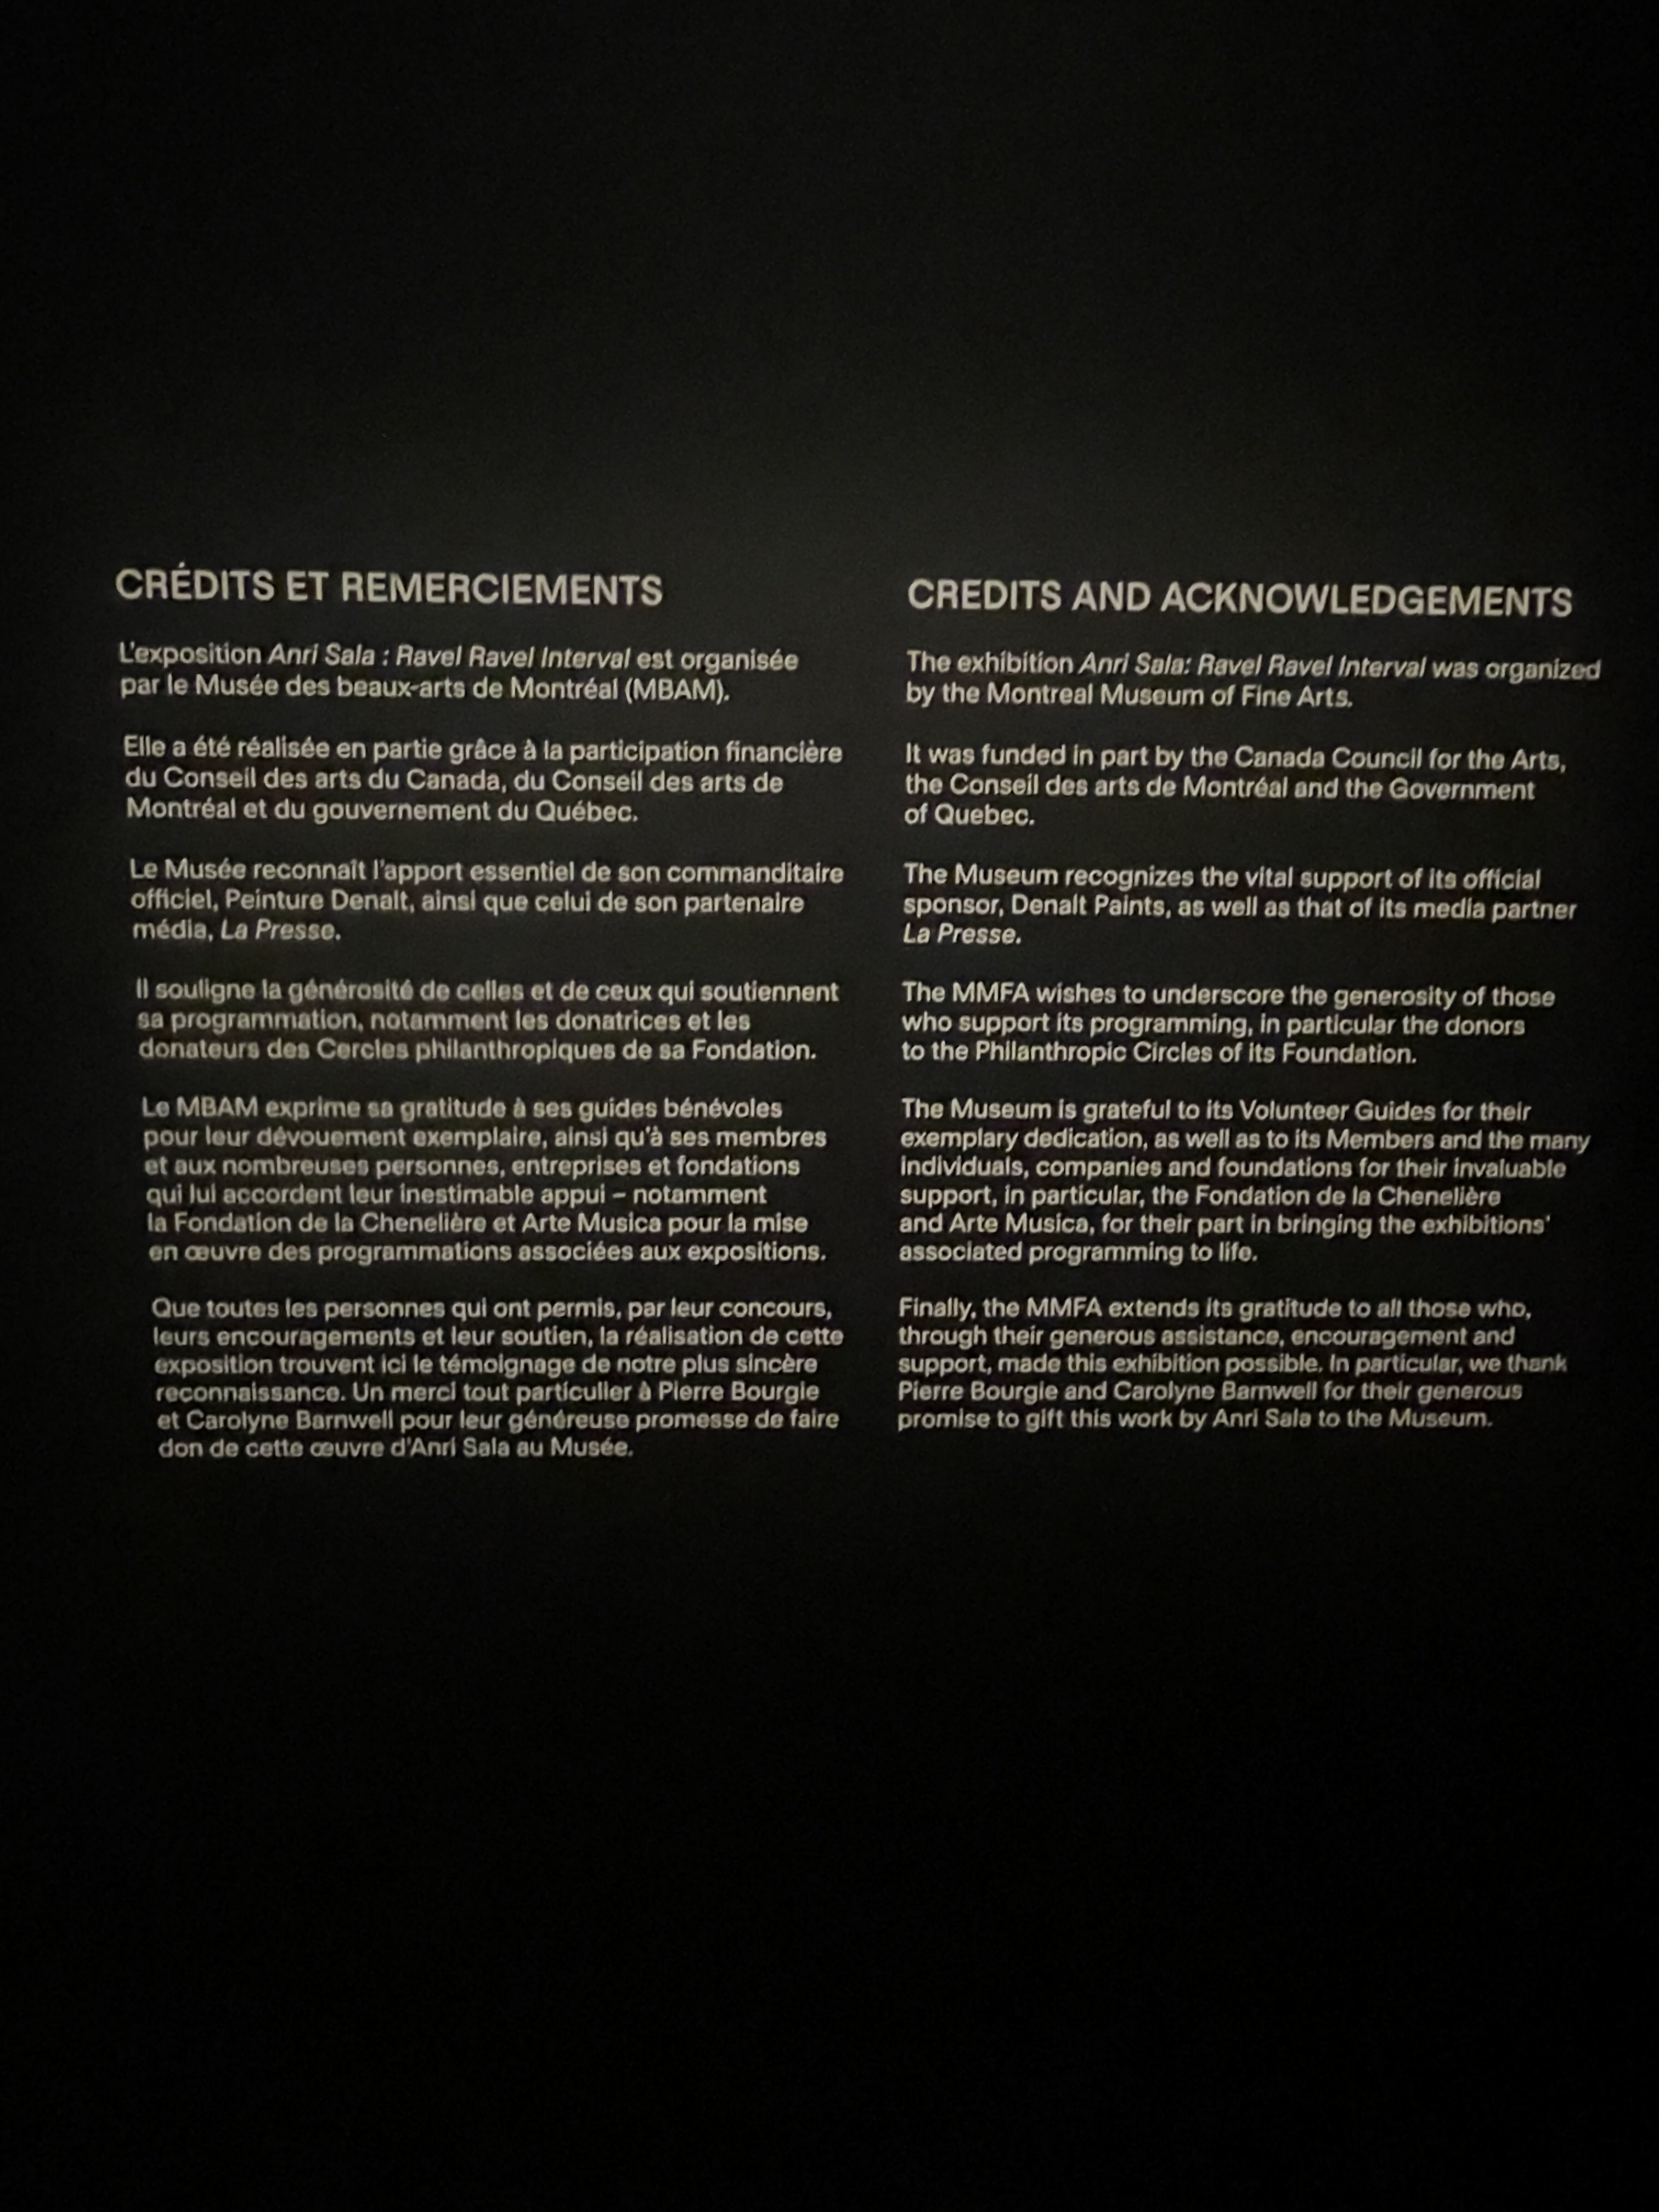 CRÉDITS ET REMERCIEMENTS
L'exposition Anri Sala : Ravel Ravel Interval est organisée
par le Musée des beaux-arts de Montréal (MBAM).
Elle a été réalisée en partie grâce à la participation financière
du Conseil des arts du Canada, du Conseil des arts de
Montréal et du gouvernement du Québec.
Le Musée reconnaît l'apport essentiel de son commanditaire
officiel, Peinture Denalt, ainsi que celui de son partenaire
média, La Presse.
Il souligne la générosité de celles et de ceux qui soutiennent
sa programmation, notamment les donatrices et les
donateurs des Cercles philanthropiques de sa Fondation.
Le MBAM exprime sa gratitude à ses guides bénévoles
pour leur dévouement exemplaire, ainsi qu'à ses membres
et aux nombreuses personnes, entreprises et fondations
qui lui accordent leur inestimable appui – notamment
la Fondation de la Chenelière et Arte Musica pour la mise
en œuvre des programmations associées aux expositions.
Que toutes les personnes qui ont permis, par leur concours,
leurs encouragements et leur soutien, la réalisation de cette
exposition trouvent ici le témoignage de notre plus sincère
reconnaissance. Un merci tout particulier à Pierre Bourgie
et Carolyne Barnwell pour leur généreuse promesse de faire
don de cette œuvre d'Anri Sala au Musée.
CREDITS AND ACKNOWLEDGEMENTS
The exhibition Anri Sala: Ravel Ravel Interval was organized
by the Montreal Museum of Fine Arts.
It was funded in part by the Canada Council for the Arts,
the Conseil des arts de Montréal and the Government
of Quebec.
The Museum recognizes the vital support of its official
sponsor, Denalt Paints, as well as that of its media partner
La Presse.
The MMFA wishes to underscore the generosity of those
who support its programming, in particular the donors
to the Philanthropic Circles of its Foundation.
The Museum is grateful to its Volunteer Guides for their
exemplary dedication, as well as to its Members and the many
individuals, companies and foundations for their invaluable
support, in particular, the Fondation de la Chenelière
and Arte Musica, for their part in bringing the exhibitions'
associated programming to life.
Finally, the MMFA extends its gratitude to all those who,
through their generous assistance, encouragement and
support, made this exhibition possible. In particular, we thank
Pierre Bourgie and Carolyne Barnwell for their generous
promise to gift this work by Anri Sala to the Museum.